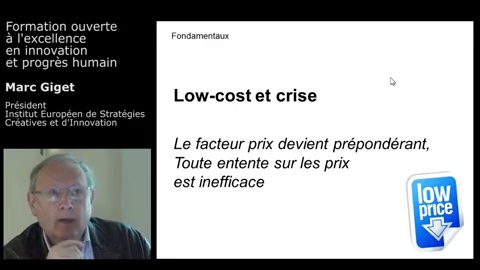 Formation ouverte
à l'excellence
en innovation
et progrès humain
Marc Giget
Président
Institut Européen de Stratégies
Créatives et d'Innovation
Fondamentaux
Low-cost et crise
Le facteur prix devient prépondérant,
Toute entente sur les prix
est inefficace
low
price